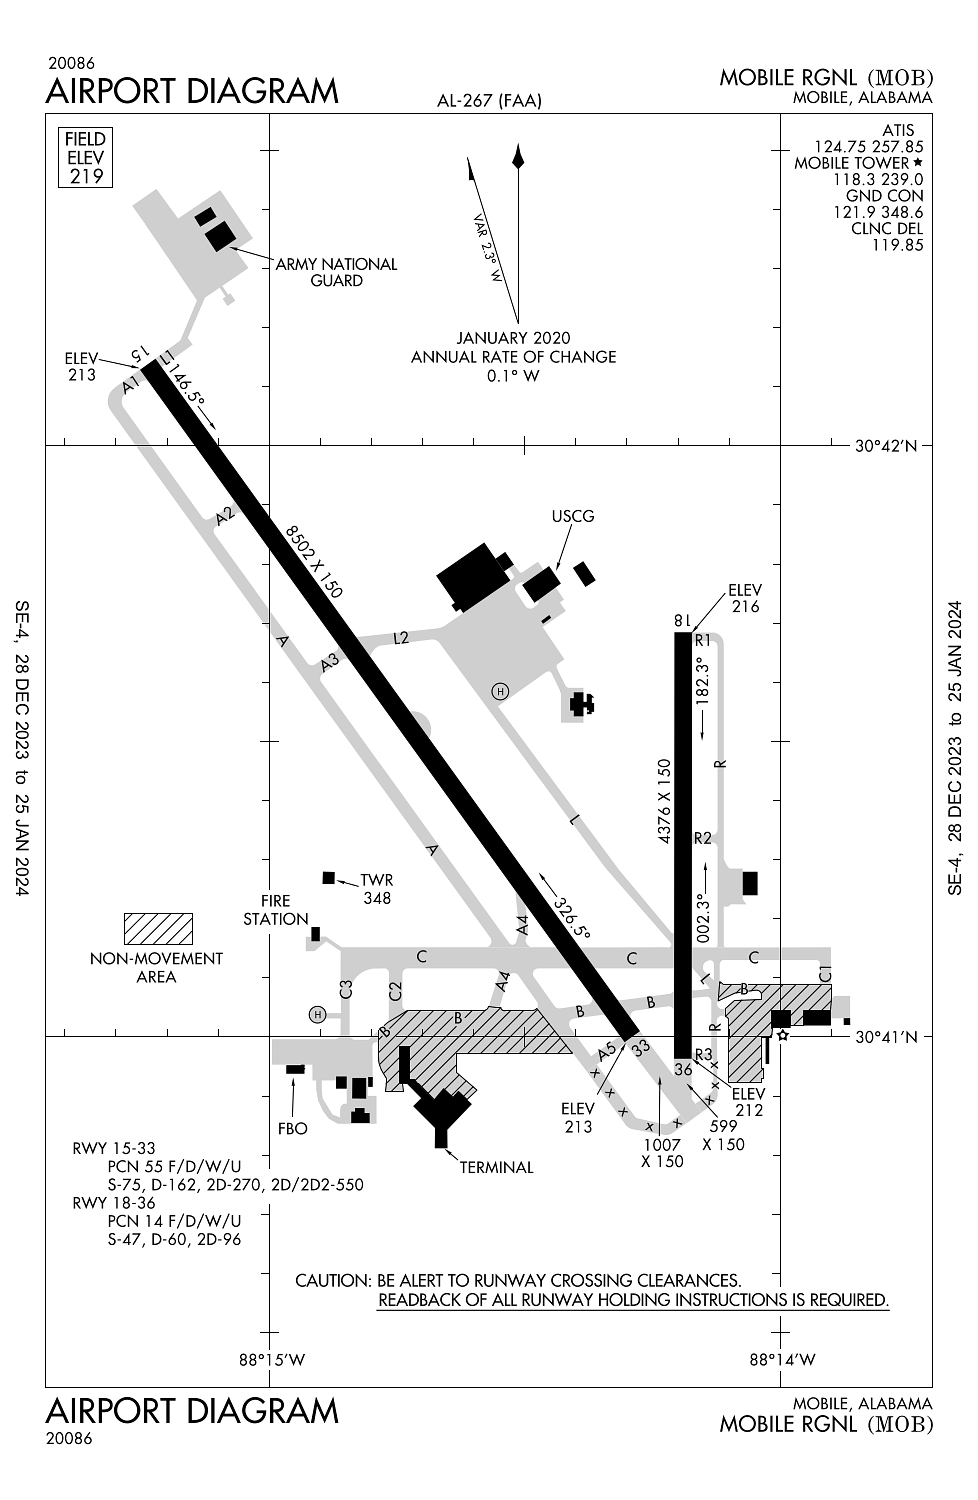 20086
AIRPORT DIAGRAM
AL-267 (FAA)
MOBILE RGNL (MOB)
MOBILE, ALABAMA
FIELD
ELEV
219
ATIS
124.75 257.85
MOBILE TOWER
118.3 239.0
GND CON
121.9 348.6
CLNC DEL
119.85
ARMY NATIONAL
GUARD
VAR 2.3° W
JANUARY 2020
ANNUAL RATE OF CHANGE
0.1° W
ELEV
213
15
L1
A1
146.5°
30°42'N
A2
8502 X 150
USCG
ELEV
216
18
R1
A
L2
A3
H
182.3°
R
4376 X 150
L
R2
A
TWR
348
FIRE
STATION
326.5°
A4
002.3°
NON-MOVEMENT
AREA
C
C
C
C1
C3
C2
A4
L
B
B
B
B
B
H
R
A5
33
R3
36
30°41'N
FBO
ELEV
213
ELEV
212
1007
X 150
599
X 150
x
x
x
x
x
x
x
x
TERMINAL
RWY 15-33
PCN 55 F/D/W/U
S-75, D-162, 2D-270, 2D/2D2-550
RWY 18-36
PCN 14 F/D/W/U
S-47, D-60, 2D-96
CAUTION: BE ALERT TO RUNWAY CROSSING CLEARANCES.
READBACK OF ALL RUNWAY HOLDING INSTRUCTIONS IS REQUIRED.
88°15'W
88°14'W
SE-4, 28 DEC 2023 to 25 JAN 2024
SE-4, 28 DEC 2023 to 25 JAN 2024
AIRPORT DIAGRAM
20086
MOBILE, ALABAMA
MOBILE RGNL (MOB)